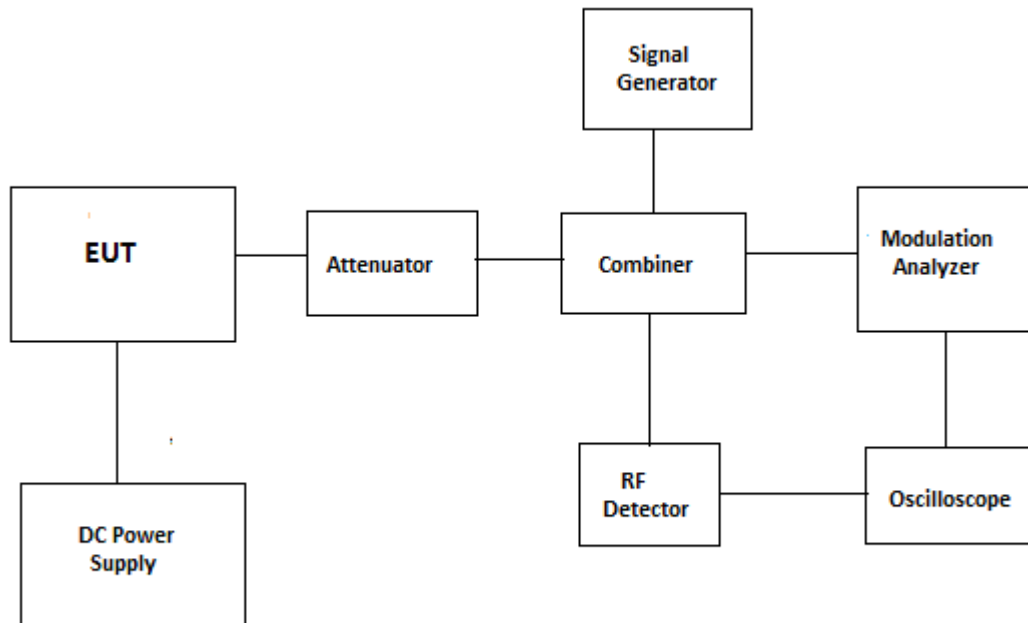 Signal
Generator
EUT
Attenuator
Combiner
Modulation
Analyzer
RF
Detector
Oscilloscope
DC Power
Supply